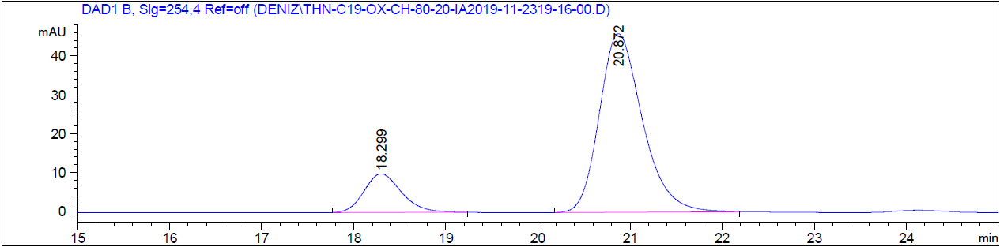 DAD1 B, Sig=254,4 Ref=off (DENIZ\THN-C19-OX-CH-80-20-IA2019-11-2319-16-00.D)
mAU
40
30
20
10
0
18.299
20.872
15 16 17 18 19 20 21 22 23 24 min